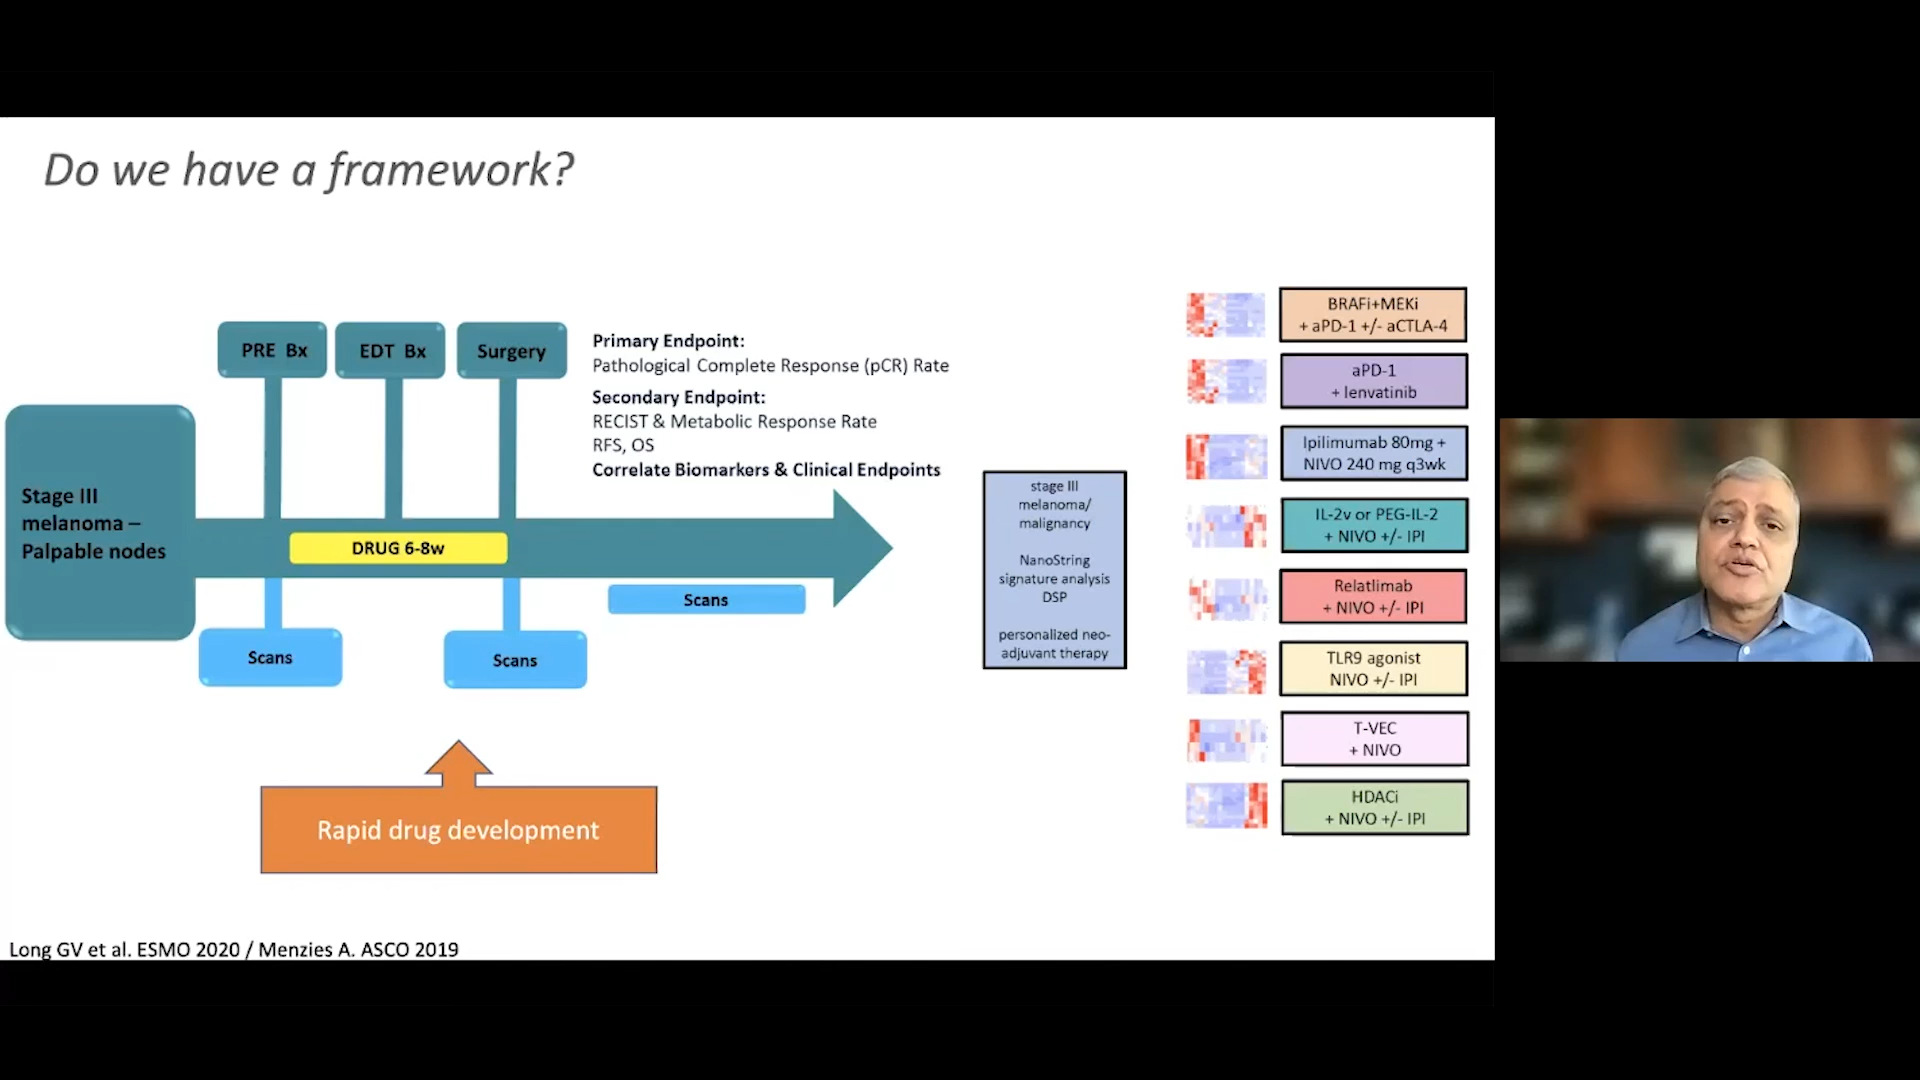 Do we have a framework?
PRE Bx
EDT Bx
Surgery
Primary Endpoint:
Pathological Complete Response (pCR) Rate
Secondary Endpoint:
RECIST & Metabolic Response Rate
RFS, OS
Correlate Biomarkers & Clinical Endpoints
Stage III
melanoma –
Palpable nodes
DRUG 6-8w
Scans
Scans
Scans
Rapid drug development
stage III
melanoma/
malignancy
NanoString
signature analysis
DSP
personalized neo-
adjuvant therapy
BRAFi+MEKi
+ aPD-1 +/- aCTLA-4
aPD-1
+ lenvatinib
Ipilimumab 80mg +
NIVO 240 mg q3wk
IL-2v or PEG-IL-2
+ NIVO +/- IPI
Relatlimab
+ NIVO +/- IPI
TLR9 agonist
NIVO +/- IPI
T-VEC
+ NIVO
HDACi
+ NIVO +/- IPI
Long GV et al. ESMO 2020 / Menzies A. ASCO 2019